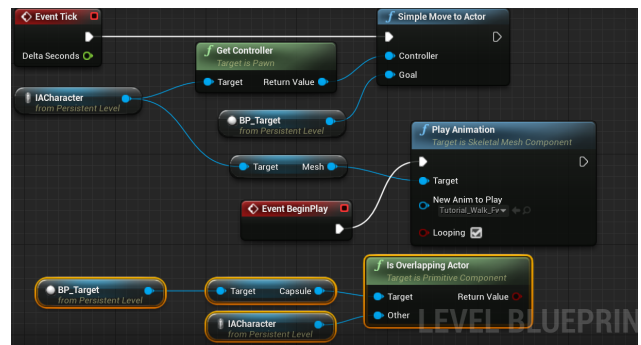 Event Tick
Delta Seconds
Simple Move to Actor
Controller
Goal
Get Controller
Target is Pawn
Target Return Value
IACharacter
from Persistent Level
BP_Target
from Persistent Level
Target Mesh
Play Animation
Target is Skeletal Mesh Component
Target
New Anim to Play
Tutorial_Walk_Fw
Looping
Event BeginPlay
BP_Target
from Persistent Level
Target Capsule
IACharacter
from Persistent Level
Is Overlapping Actor
Target is Primitive Component
Target Return Value
Other
LEVEL BLUEPRIN